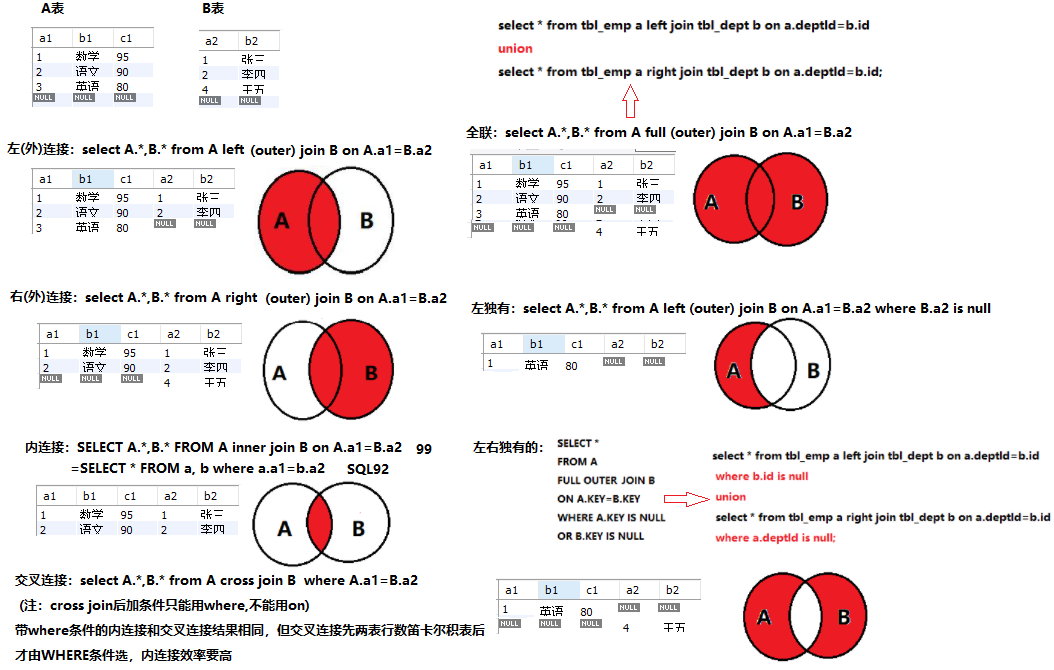 A表
a1 b1 c1
1 数学 95
2 语文 90
3 英语 80
NULL NULL NULL
B表
a2 b2
1 张三
2 李四
4 王五
NULL NULL
左(外)连接：select A.*,B.* from A left (outer) join B on A.a1=B.a2
a1 b1 c1 a2 b2
1 数学 95 1 张三
2 语文 90 2 李四
3 英语 80 NULL NULL
A B
右(外)连接：select A.*,B.* from A right (outer) join B on A.a1=B.a2
a1 b1 c1 a2 b2
1 数学 95 1 张三
2 语文 90 2 李四
NULL NULL NULL 4 王五
A B
内连接：SELECT A.*,B.* FROM A inner join B on A.a1=B.a2 99
=SELECT * FROM a, b where a.a1=b.a2 SQL92
a1 b1 c1 a2 b2
1 数学 95 1 张三
2 语文 90 2 李四
A B
交叉连接：select A.*,B.* from A cross join B where A.a1=B.a2
(注：cross join后加条件只能用where,不能用on)
带where条件的内连接和交叉连接结果相同，但交叉连接先两表行数笛卡尔积表后
才由WHERE条件选，内连接效率要高
select * from tbl_emp a left join tbl_dept b on a.deptId=b.id
union
select * from tbl_emp a right join tbl_dept b on a.deptId=b.id;
全联：select A.*,B.* from A full (outer) join B on A.a1=B.a2
a1 b1 c1 a2 b2
1 数学 95 1 张三
2 语文 90 2 李四
3 英语 80 NULL NULL
NULL NULL NULL 4 王五
A B
左独有：select A.*,B.* from A left (outer) join B on A.a1=B.a2 where B.a2 is null
a1 b1 c1 a2 b2
1 英语 80 NULL NULL
A B
左右独有的：
SELECT *
FROM A
FULL OUTER JOIN B
ON A.KEY=B.KEY
WHERE A.KEY IS NULL
OR B.KEY IS NULL
select * from tbl_emp a left join tbl_dept b on a.deptId=b.id
where b.id is null
union
select * from tbl_emp a right join tbl_dept b on a.deptId=b.id
where a.deptId is null;
a1 b1 c1 a2 b2
1 英语 80 NULL NULL
NULL NULL NULL 4 王五
A B